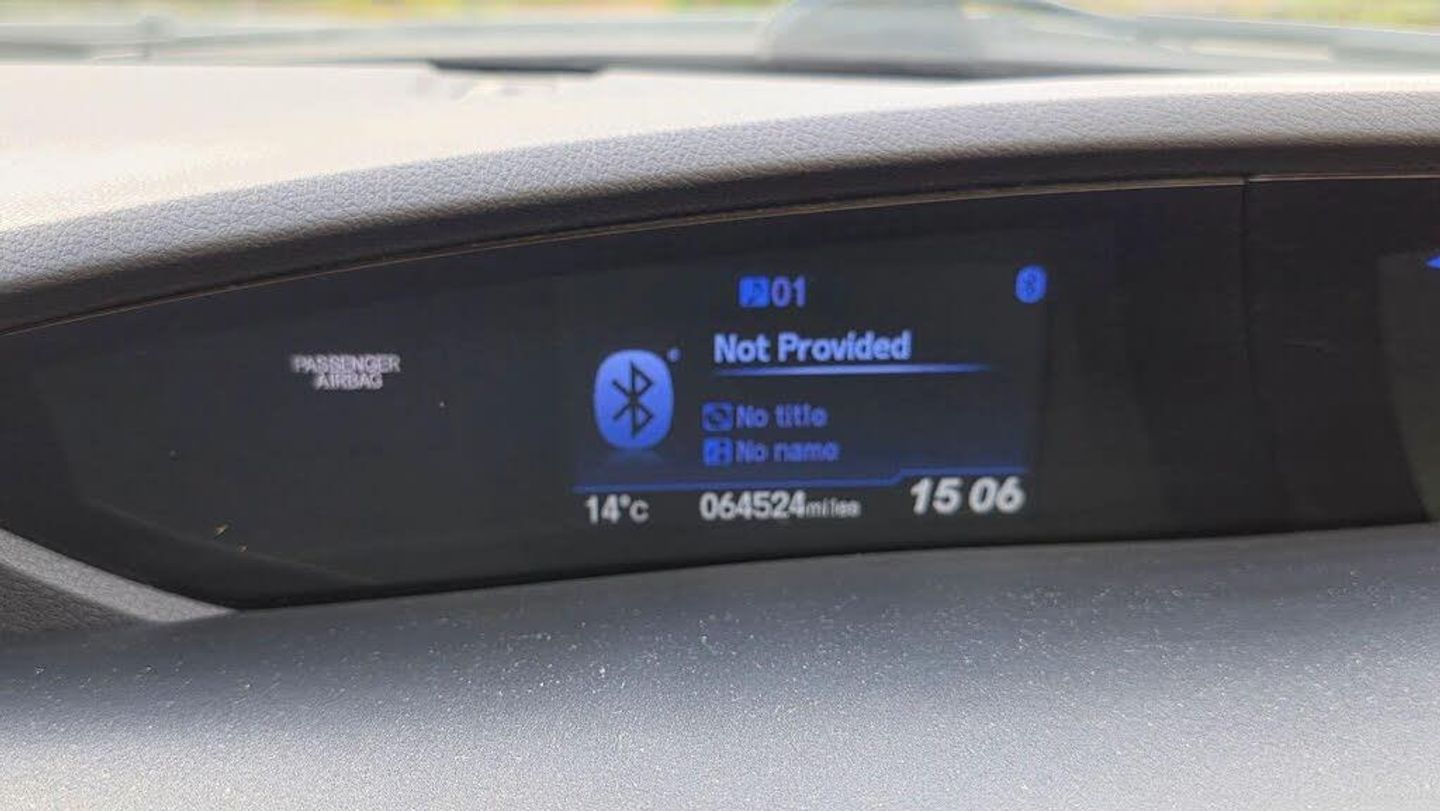 PASSENGER
AIRBAG
01
Not Provided
No title
No name
14°c 064524miles 15 06